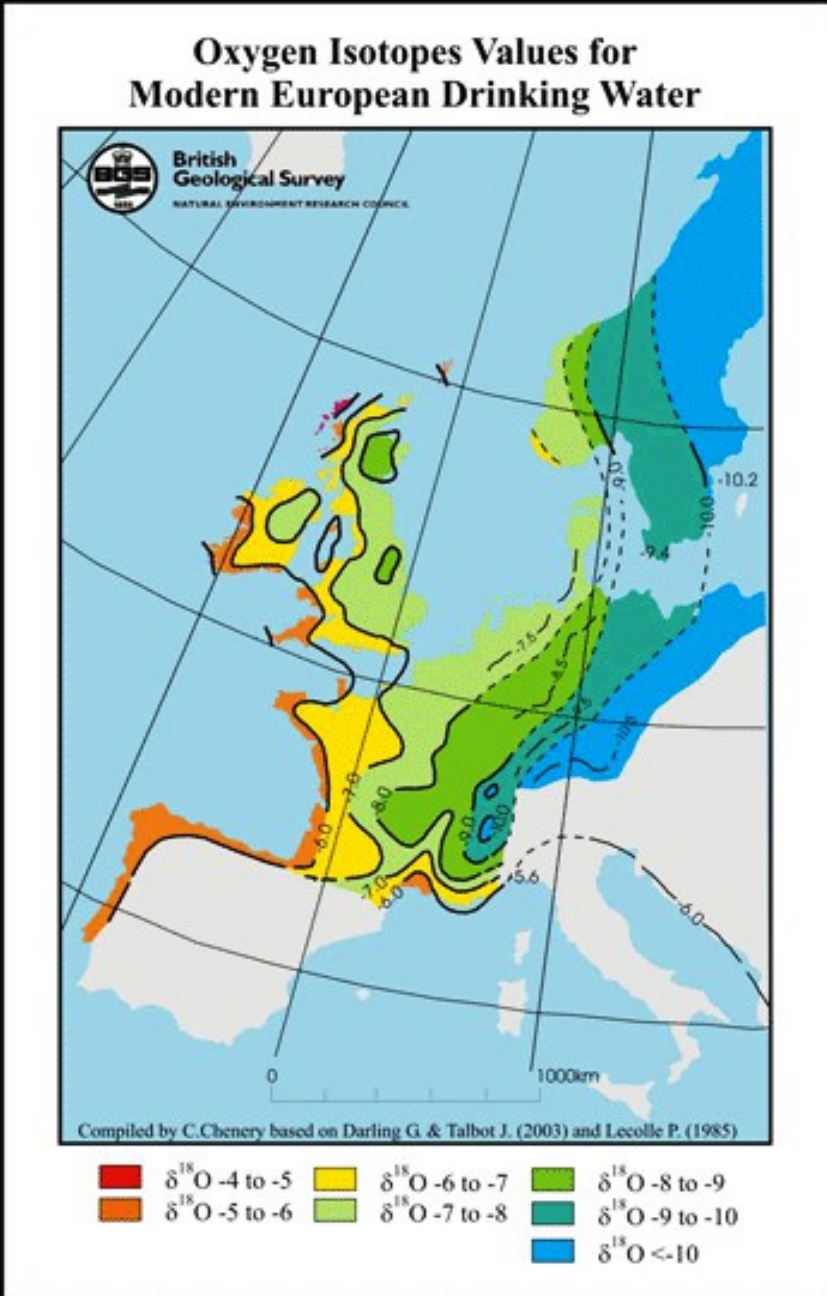 Oxygen Isotopes Values for
Modern European Drinking Water
BGS
British
Geological Survey
NATURAL ENVIRONMENT RESEARCH COUNCIL
-9.0
-10.2
-10.0
-9.4
-7.5
-8.5
-7.0
-8.0
-9.0
-10.0
-6.0
-7.0
-6.0
-5.6
-6.0
0
1000km
Compiled by C.Chenery based on Darling G. & Talbot J. (2003) and Lecolle P. (1985)
δ¹⁸O -4 to -5
δ¹⁸O -6 to -7
δ¹⁸O -8 to -9
δ¹⁸O -5 to -6
δ¹⁸O -7 to -8
δ¹⁸O -9 to -10
δ¹⁸O <-10